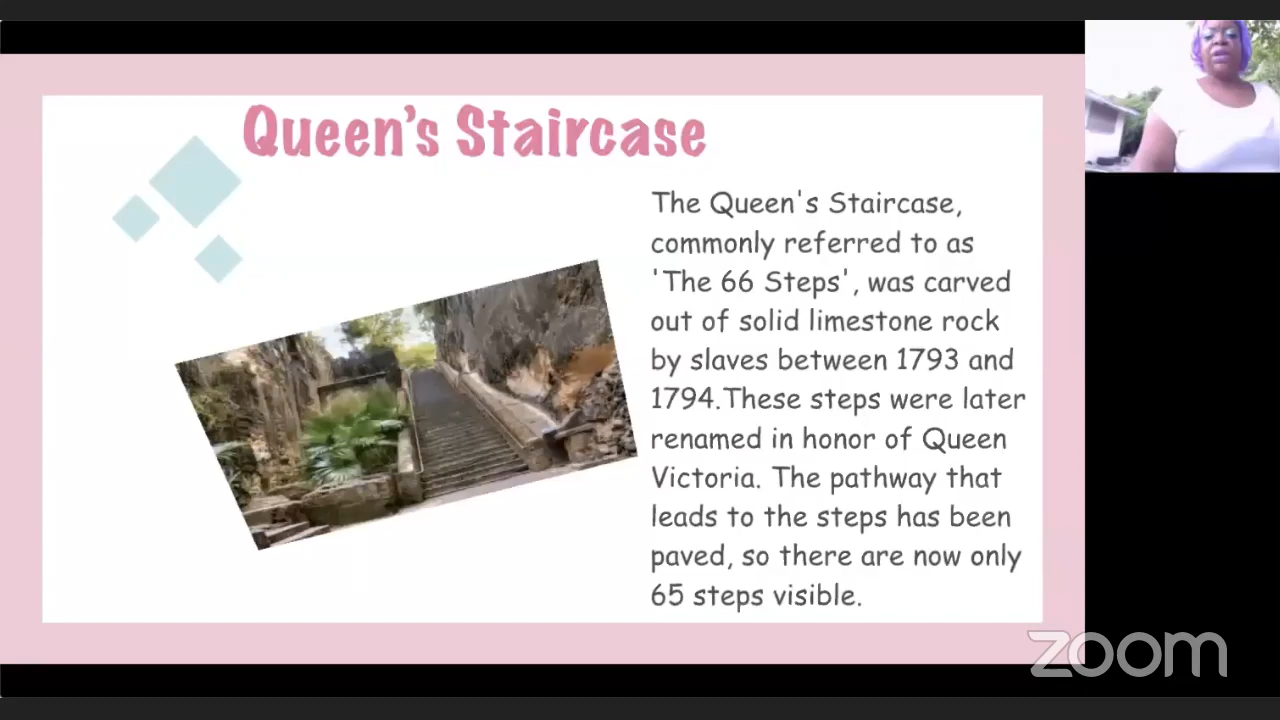 Queen's Staircase
The Queen's Staircase,
commonly referred to as
'The 66 Steps', was carved
out of solid limestone rock
by slaves between 1793 and
1794.These steps were later
renamed in honor of Queen
Victoria. The pathway that
leads to the steps has been
paved, so there are now only
65 steps visible.
zoom